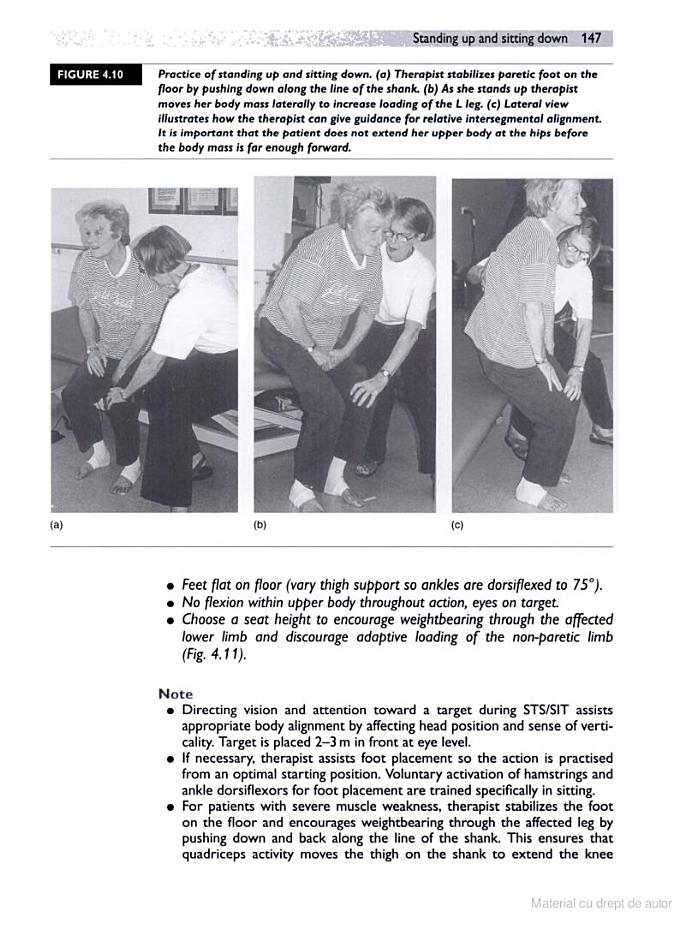 Standing up and sitting down 147
FIGURE 4.10
Practice of standing up and sitting down. (a) Therapist stabilizes paretic foot on the
floor by pushing down along the line of the shank. (b) As she stands up therapist
moves her body mass laterally to increase loading of the L leg. (c) Lateral view
illustrates how the therapist can give guidance for relative intersegmental alignment.
It is important that the patient does not extend her upper body at the hips before
the body mass is far enough forward.
(a)
(b)
(c)
• Feet flat on floor (vary thigh support so ankles are dorsiflexed to 75°).
• No flexion within upper body throughout action, eyes on target.
• Choose a seat height to encourage weightbearing through the affected
lower limb and discourage adaptive loading of the non-paretic limb
(Fig. 4.11).
Note
• Directing vision and attention toward a target during STS/SIT assists
appropriate body alignment by affecting head position and sense of verti-
cality. Target is placed 2–3 m in front at eye level.
• If necessary, therapist assists foot placement so the action is practised
from an optimal starting position. Voluntary activation of hamstrings and
ankle dorsiflexors for foot placement are trained specifically in sitting.
• For patients with severe muscle weakness, therapist stabilizes the foot
on the floor and encourages weightbearing through the affected leg by
pushing down and back along the line of the shank. This ensures that
quadriceps activity moves the thigh on the shank to extend the knee
Material cu drept de autor